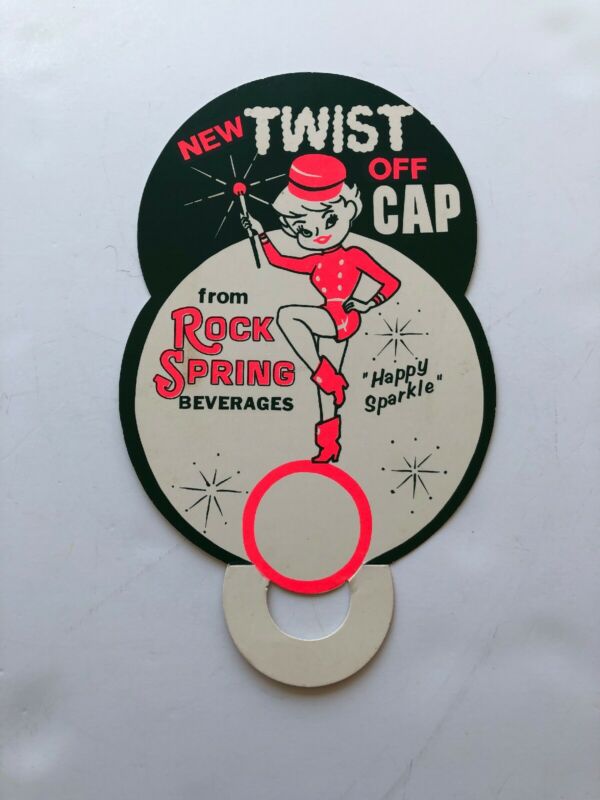 NEW TWIST
OFF
CAP
from
ROCK
SPRING
BEVERAGES
"Happy
Sparkle"